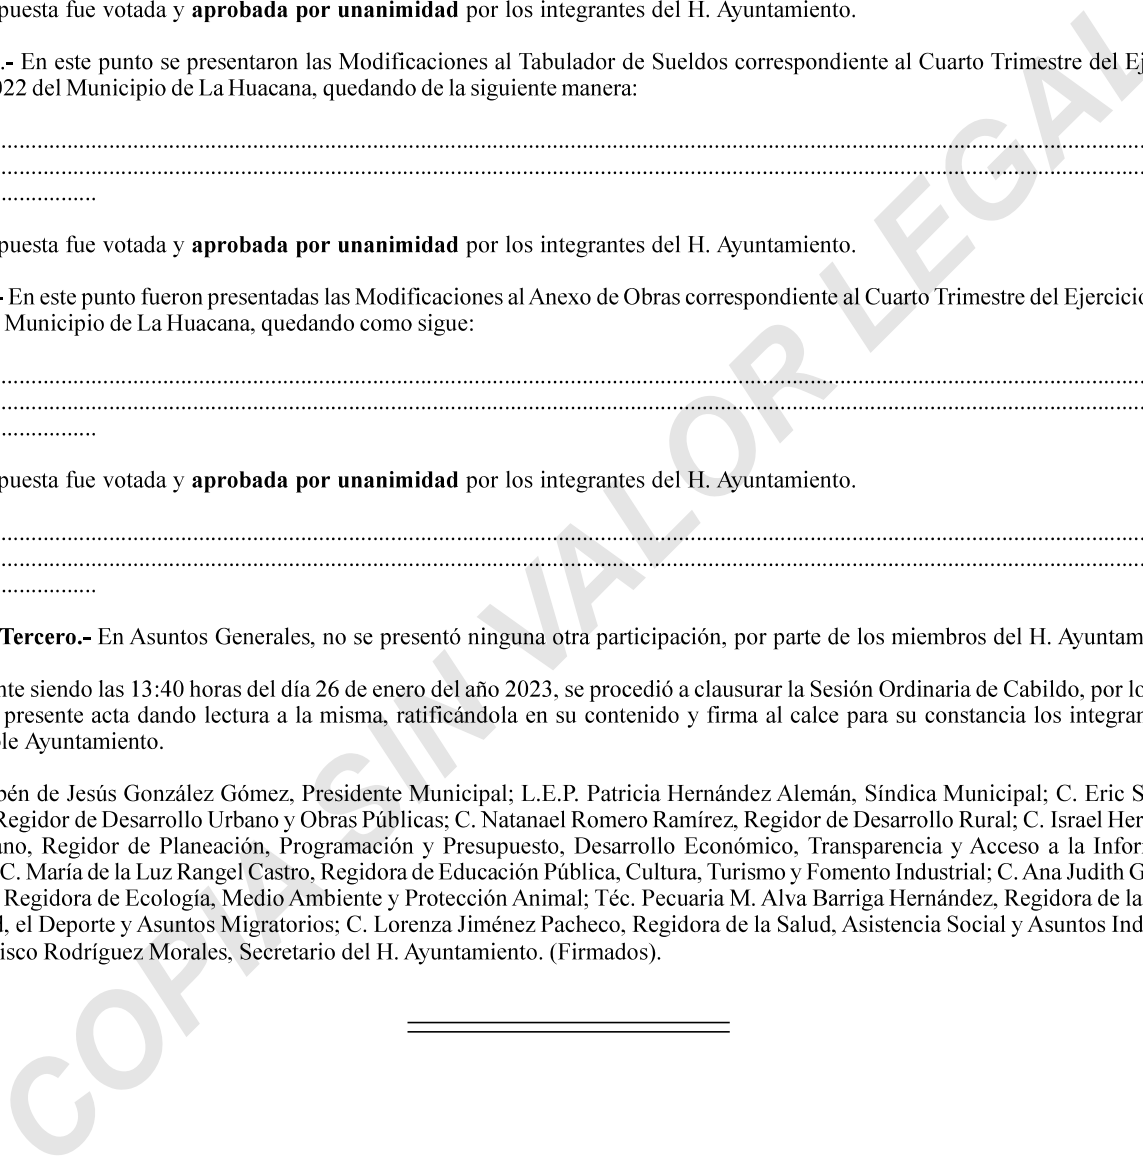 puesta fue votada y aprobada por unanimidad por los integrantes del H. Ayuntamiento.
.- En este punto se presentaron las Modificaciones al Tabulador de Sueldos correspondiente al Cuarto Trimestre del Ej
022 del Municipio de La Huacana, quedando de la siguiente manera:
puesta fue votada y aprobada por unanimidad por los integrantes del H. Ayuntamiento.
- En este punto fueron presentadas las Modificaciones al Anexo de Obras correspondiente al Cuarto Trimestre del Ejercicio
Municipio de La Huacana, quedando como sigue:
puesta fue votada y aprobada por unanimidad por los integrantes del H. Ayuntamiento.
Tercero.- En Asuntos Generales, no se presentó ninguna otra participación, por parte de los miembros del H. Ayuntam
nte siendo las 13:40 horas del día 26 de enero del año 2023, se procedió a clausurar la Sesión Ordinaria de Cabildo, por lo
presente acta dando lectura a la misma, ratificándola en su contenido y firma al calce para su constancia los integran
le Ayuntamiento.
bén de Jesús González Gómez, Presidente Municipal; L.E.P. Patricia Hernández Alemán, Síndica Municipal; C. Eric S
Regidor de Desarrollo Urbano y Obras Públicas; C. Natanael Romero Ramírez, Regidor de Desarrollo Rural; C. Israel Her
ano, Regidor de Planeación, Programación y Presupuesto, Desarrollo Económico, Transparencia y Acceso a la Infor
C. María de la Luz Rangel Castro, Regidora de Educación Pública, Cultura, Turismo y Fomento Industrial; C. Ana Judith G
Regidora de Ecología, Medio Ambiente y Protección Animal; Téc. Pecuaria M. Alva Barriga Hernández, Regidora de la
l, el Deporte y Asuntos Migratorios; C. Lorenza Jiménez Pacheco, Regidora de la Salud, Asistencia Social y Asuntos Ind
isco Rodríguez Morales, Secretario del H. Ayuntamiento. (Firmados).
COPIA SIN VALOR LEGAL